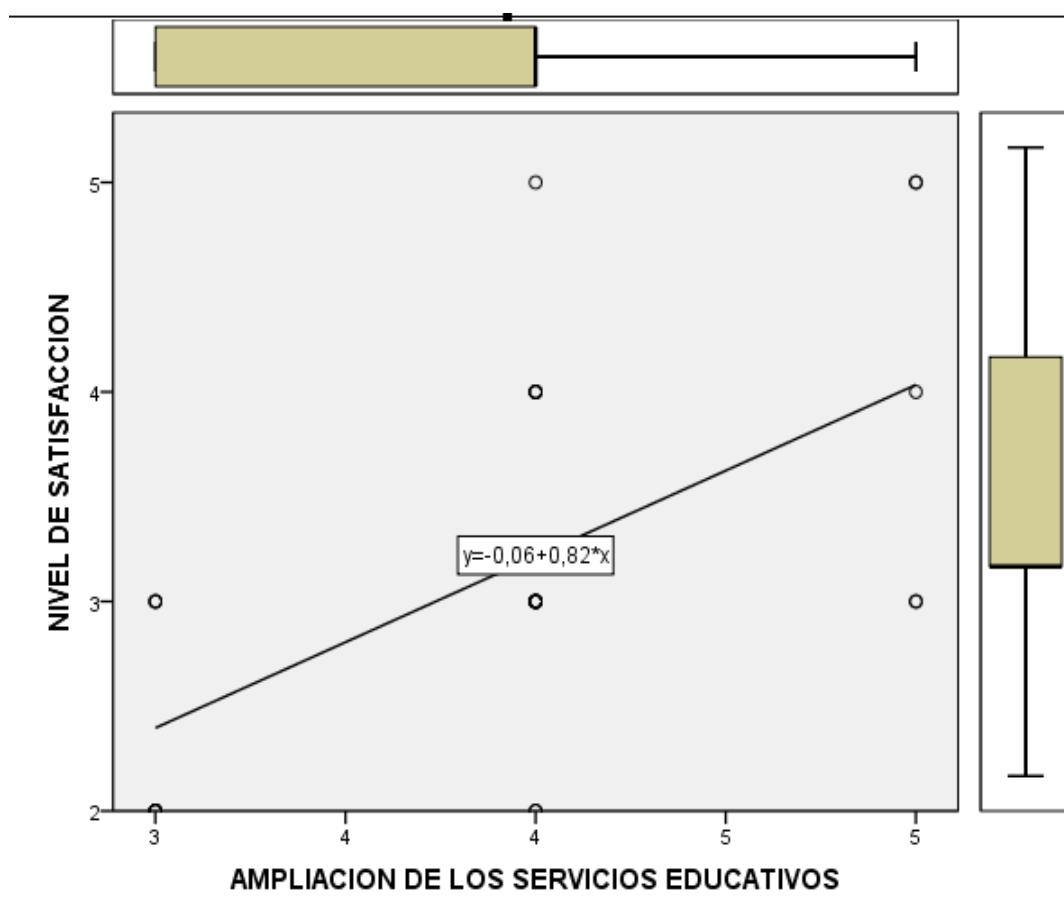 5
4
3
2
NIVEL DE SATISFACCION
y=-0,06+0,82*x
3 4 4 5 5
AMPLIACION DE LOS SERVICIOS EDUCATIVOS